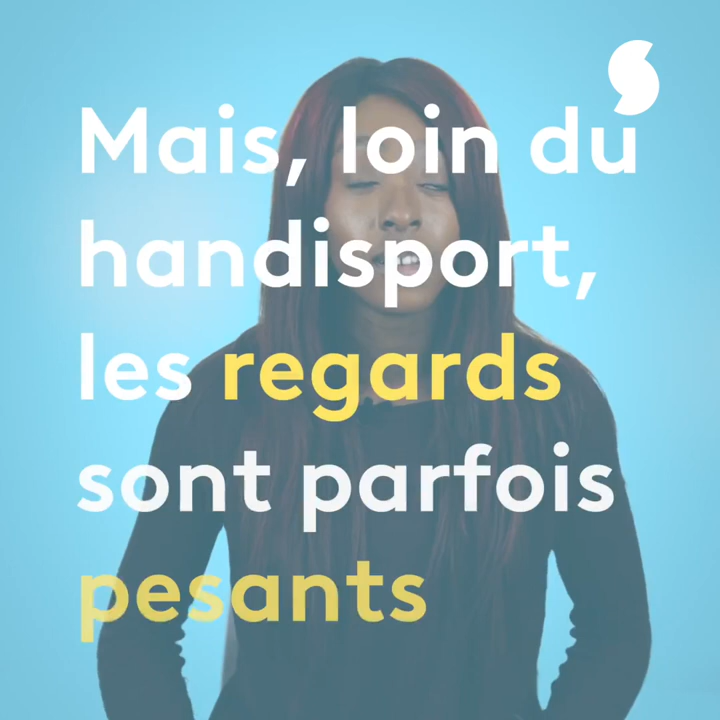 Mais, loin du
handisport,
les regards
sont parfois
pesants